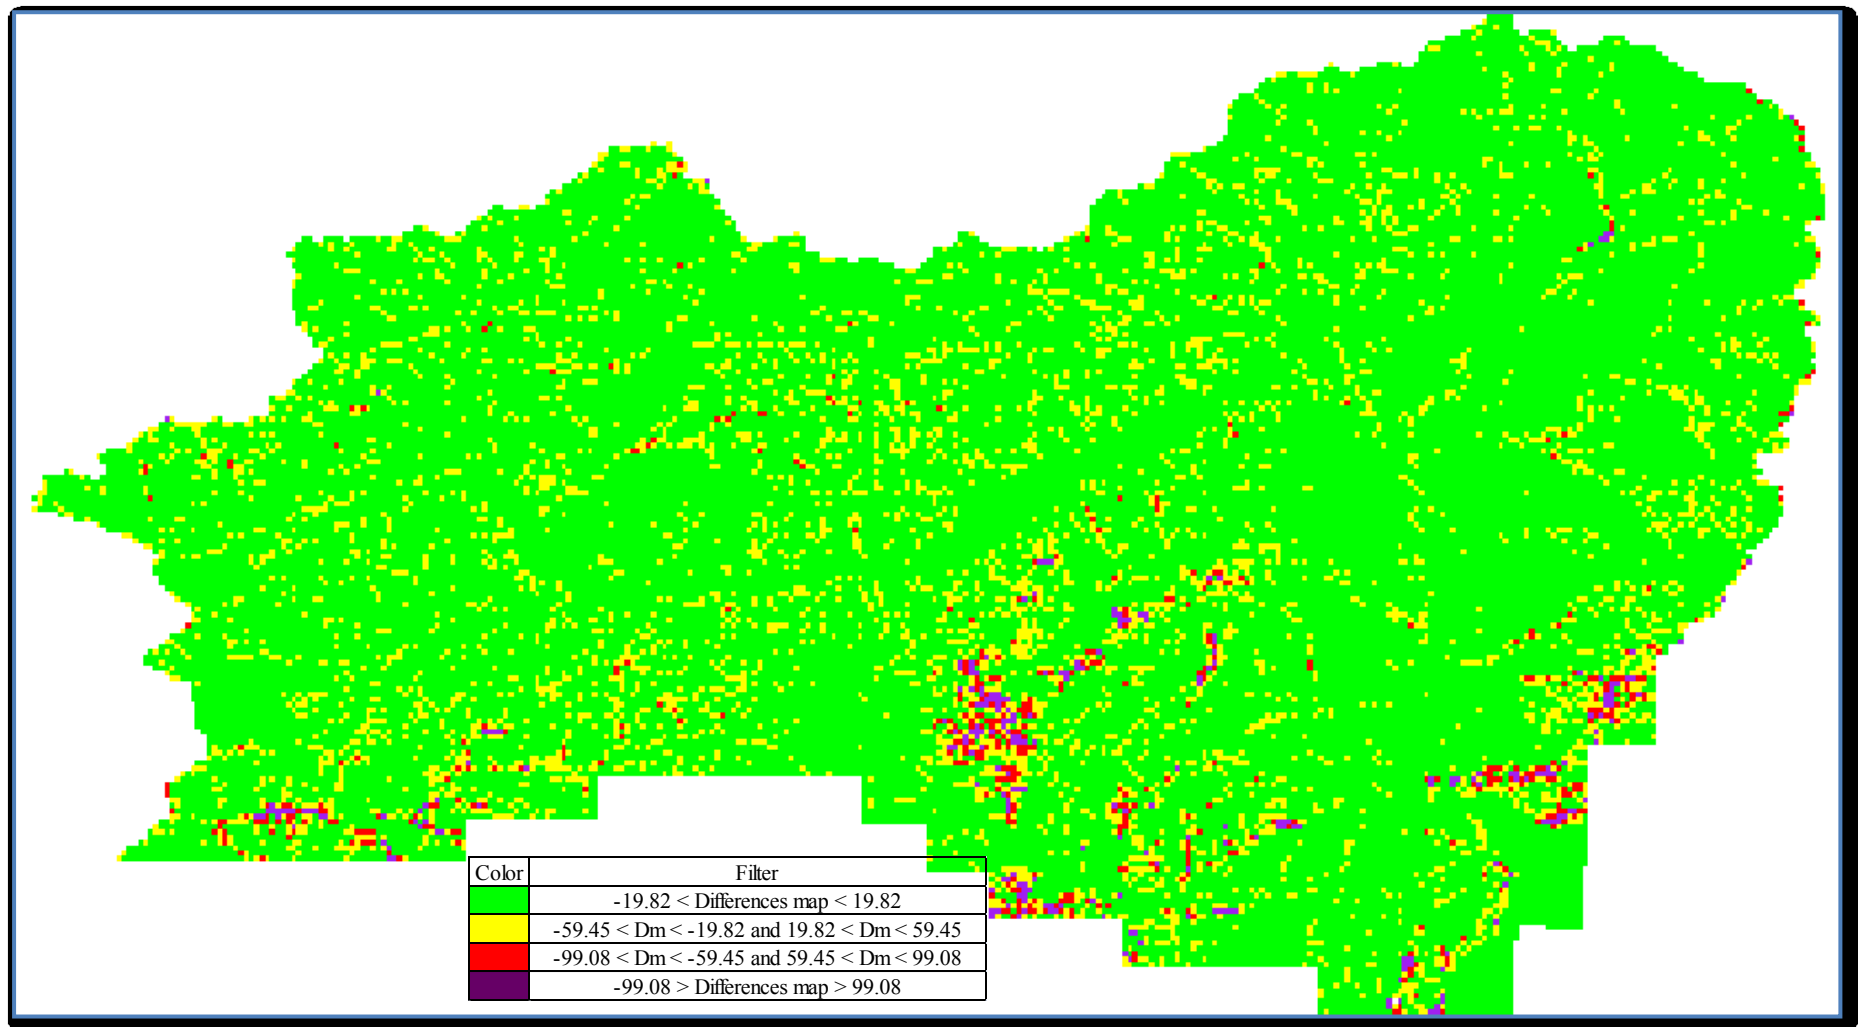 Color Filter
-19.82 < Differences map < 19.82
-59.45 < Dm < -19.82 and 19.82 < Dm < 59.45
-99.08 < Dm < -59.45 and 59.45 < Dm < 99.08
-99.08 > Differences map > 99.08